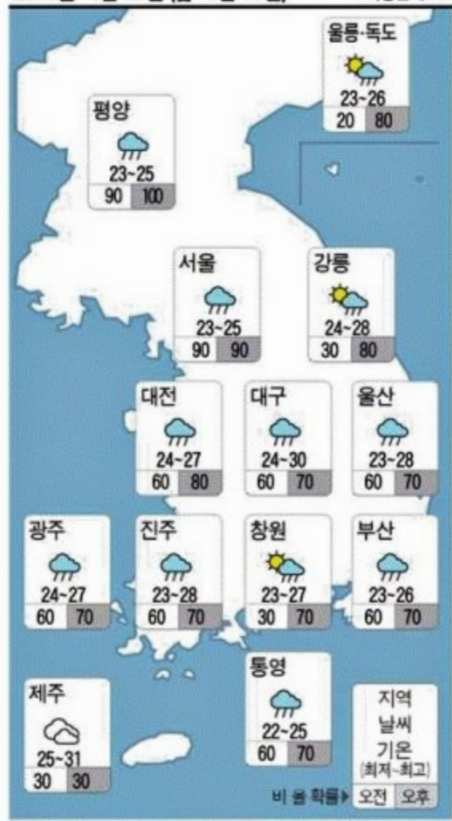 울릉·독도
23~26
20 80
평양
23~25
90 100
서울
23~25
90 90
강릉
24~28
30 80
대전
24~27
60 80
대구
24~30
60 70
울산
23~28
60 70
광주
24~27
60 70
진주
23~28
60 70
창원
23~27
30 70
부산
23~26
60 70
제주
25~31
30 30
통영
22~25
60 70
지역
날씨
기온
(최저~최고)
비 올 확률▶ 오전 오후